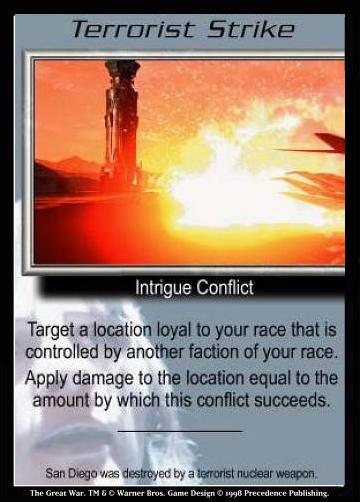 Terrorist Strike
Intrigue Conflict
Target a location loyal to your race that is
controlled by another faction of your race.
Apply damage to the location equal to the
amount by which this conflict succeeds.
San Diego was destroyed by a terrorist nuclear weapon.
The Great War. TM & © Warner Bros. Game Design © 1998 Precedence Publishing.